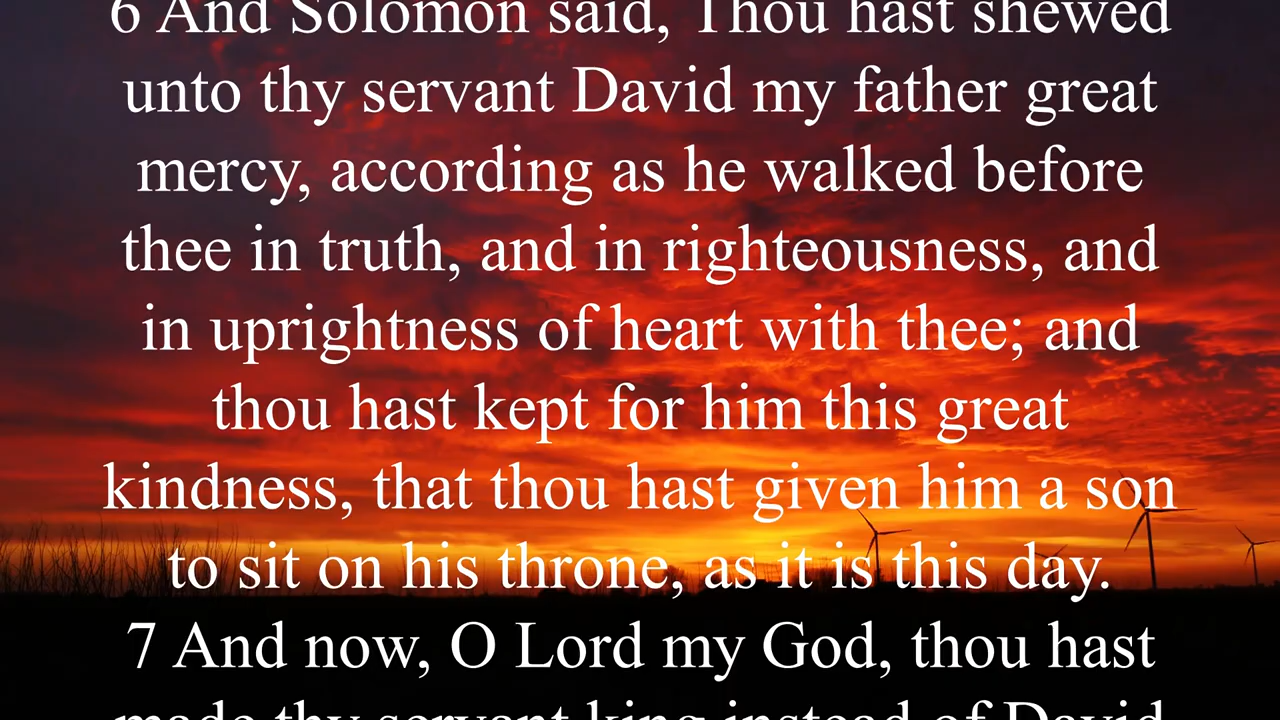 6 And Solomon said, Thou hast shewed
unto thy servant David my father great
mercy, according as he walked before
thee in truth, and in righteousness, and
in uprightness of heart with thee; and
thou hast kept for him this great
kindness, that thou hast given him a son
to sit on his throne, as it is this day.
7 And now, O Lord my God, thou hast
made thy servant king instead of David